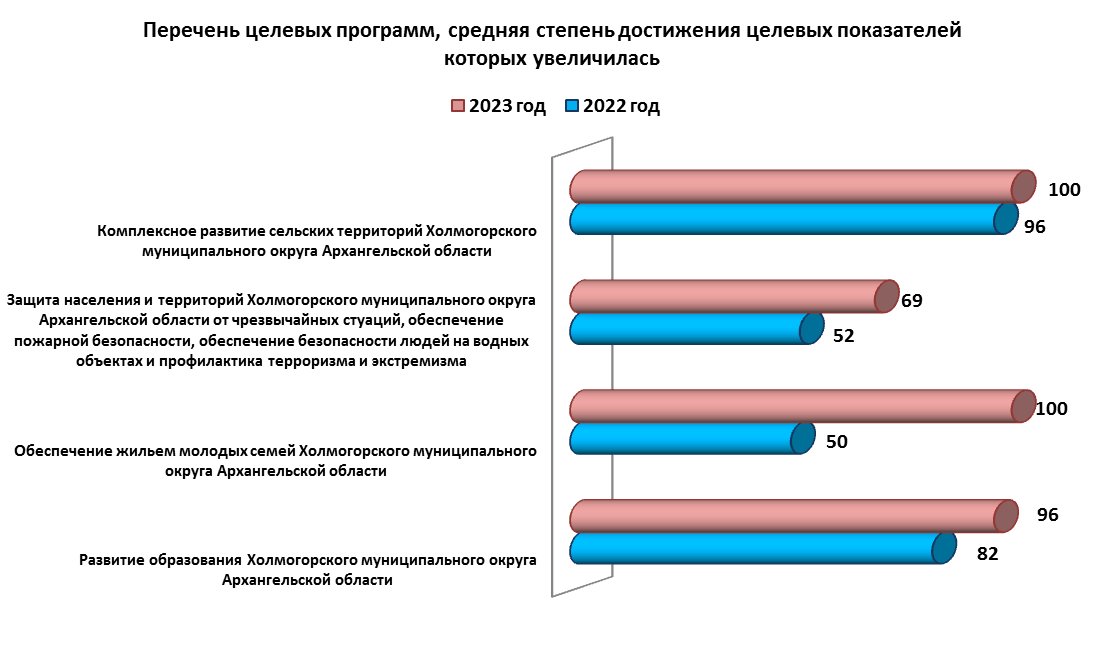 Перечень целевых программ, средняя степень достижения целевых показателей
которых увеличилась
2023 год 2022 год
100
96
Комплексное развитие сельских территорий Холмогорского
муниципального округа Архангельской области
69
52
Защита населения и территорий Холмогорского муниципального округа
Архангельской области от чрезвычайных стуаций, обеспечение
пожарной безопасности, обеспечение безопасности людей на водных
объектах и профилактика терроризма и экстремизма
100
50
Обеспечение жильем молодых семей Холмогорского муниципального
округа Архангельской области
96
82
Развитие образования Холмогорского муниципального округа
Архангельской области